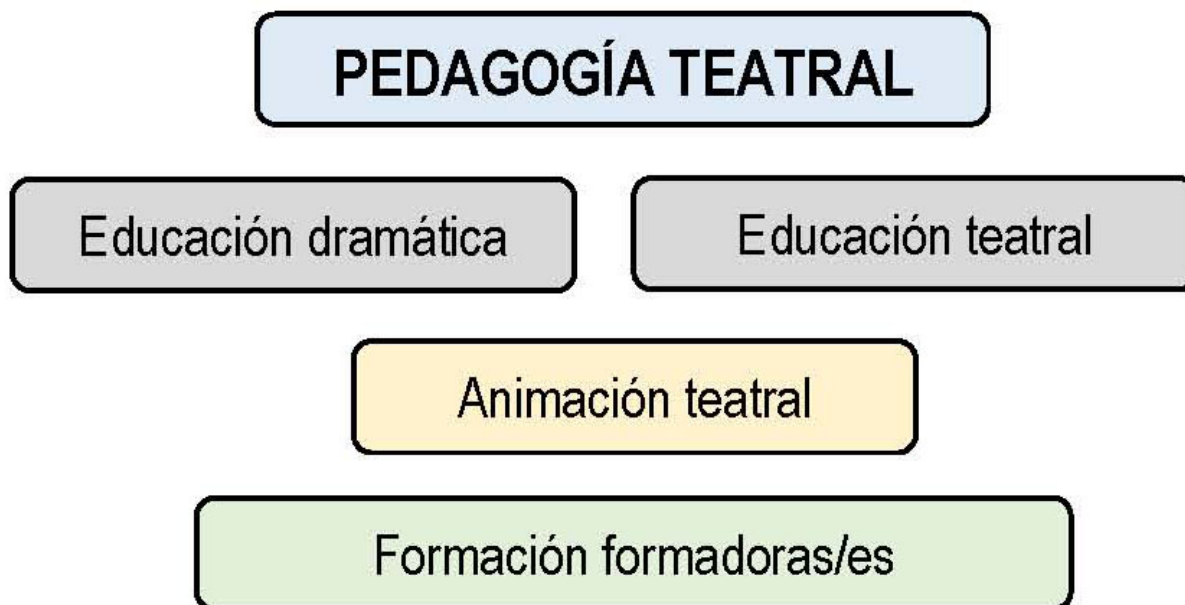 PEDAGOGÍA TEATRAL
Educación dramática
Educación teatral
Animación teatral
Formación formadoras/es